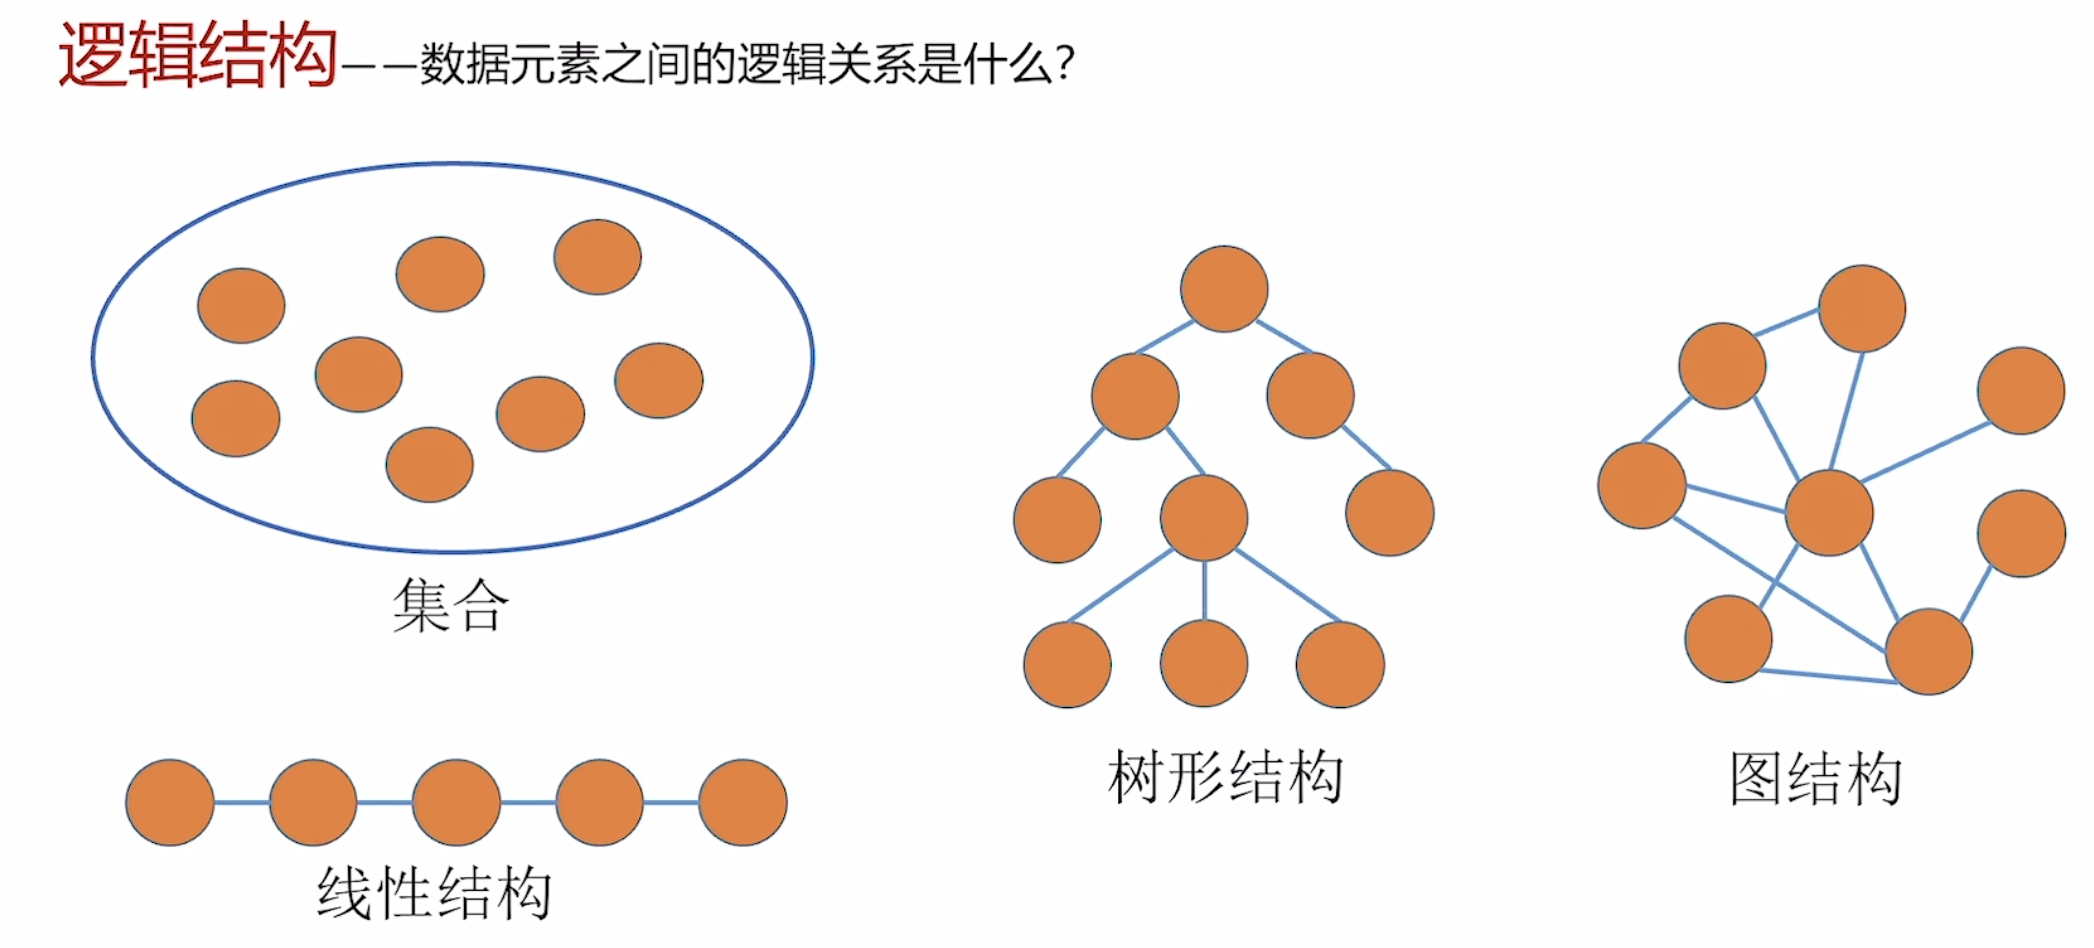 逻辑结构——数据元素之间的逻辑关系是什么？
集合
线性结构
树形结构
图结构